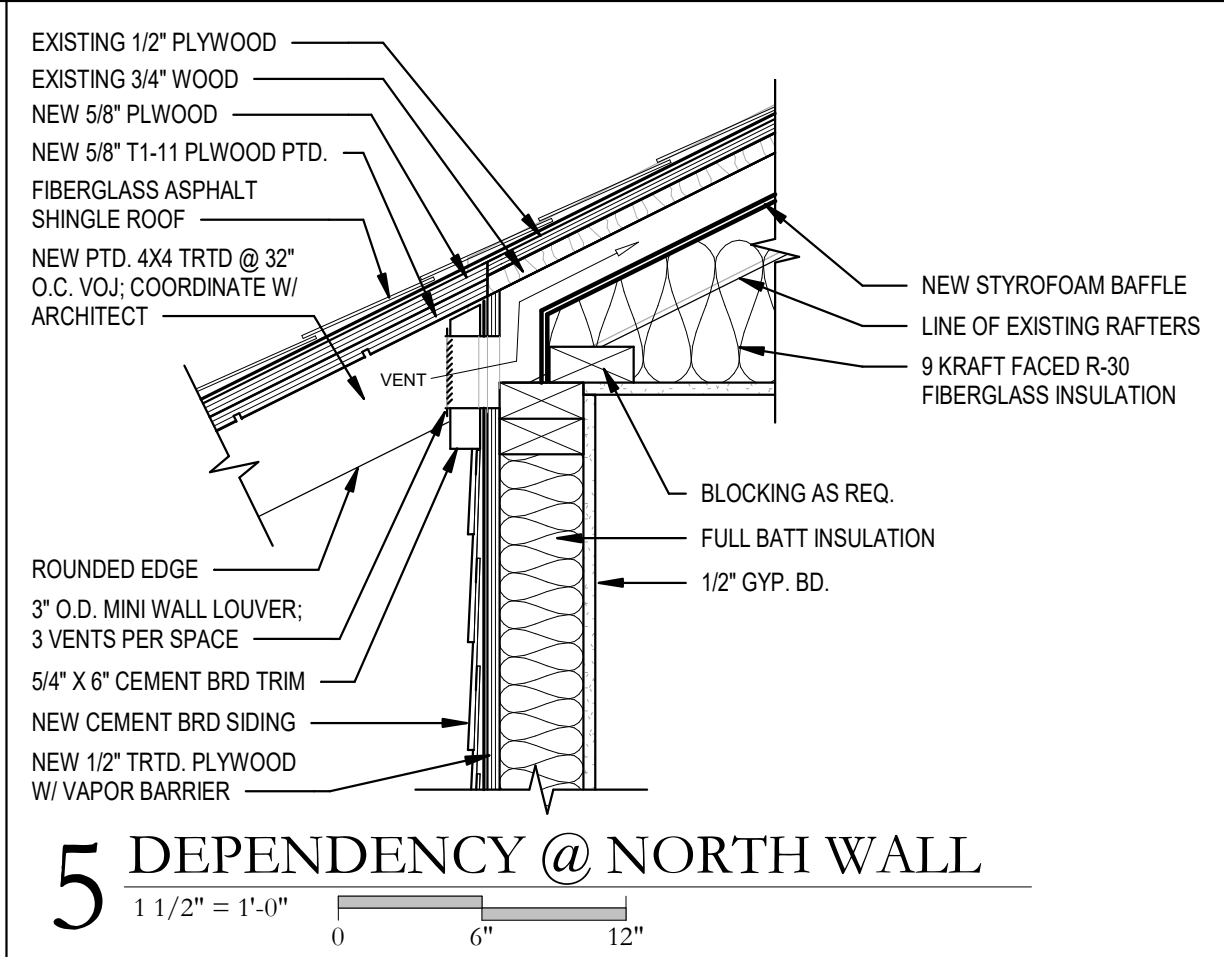 EXISTING 1/2" PLYWOOD
EXISTING 3/4" WOOD
NEW 5/8" PLWOOD
NEW 5/8" T1-11 PLWOOD PTD.
FIBERGLASS ASPHALT
SHINGLE ROOF
NEW PTD. 4X4 TRTD @ 32"
O.C. VOJ; COORDINATE W/
ARCHITECT
VENT
NEW STYROFOAM BAFFLE
LINE OF EXISTING RAFTERS
9 KRAFT FACED R-30
FIBERGLASS INSULATION
BLOCKING AS REQ.
FULL BATT INSULATION
1/2" GYP. BD.
ROUNDED EDGE
3" O.D. MINI WALL LOUVER;
3 VENTS PER SPACE
5/4" X 6" CEMENT BRD TRIM
NEW CEMENT BRD SIDING
NEW 1/2" TRTD. PLYWOOD
W/ VAPOR BARRIER
5 DEPENDENCY @ NORTH WALL
1 1/2" = 1'-0"
0 6" 12"